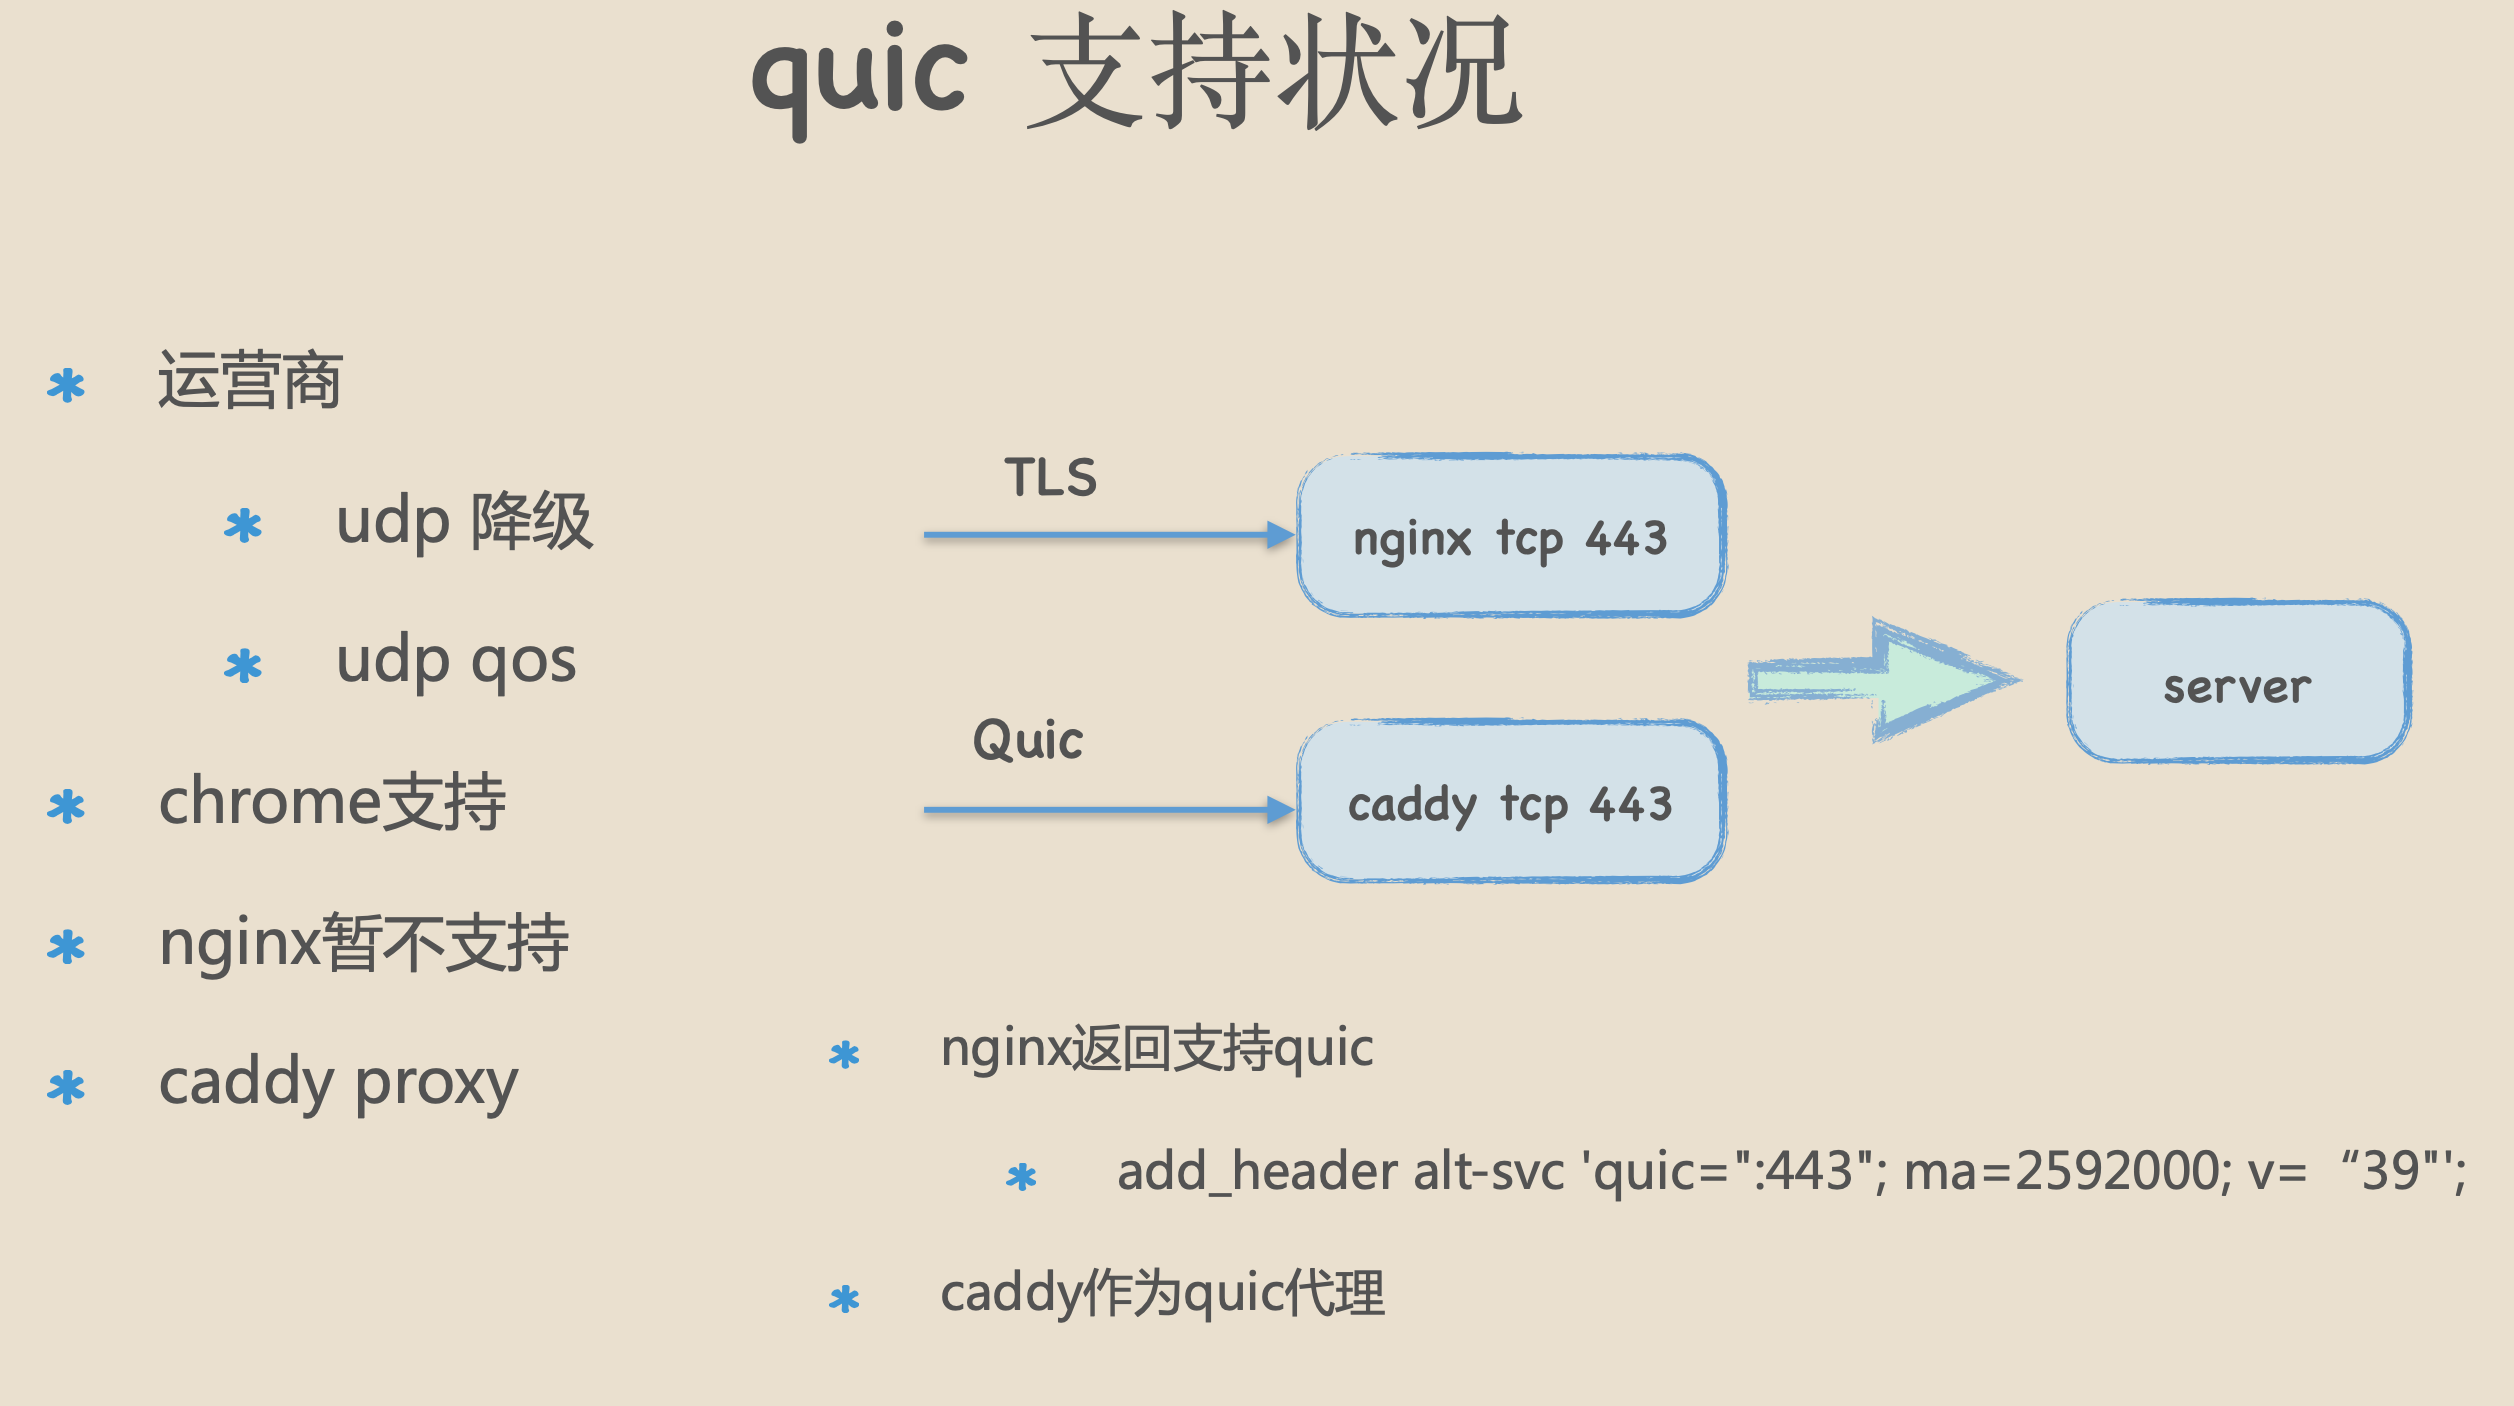 quic 支持状况
运营商
udp 降级
udp qos
chrome支持
nginx暂不支持
caddy proxy
TLS
nginx tcp 443
Quic
caddy tcp 443
server
nginx返回支持quic
add_header alt-svc 'quic=":443"; ma=2592000; v= “39"';
caddy作为quic代理